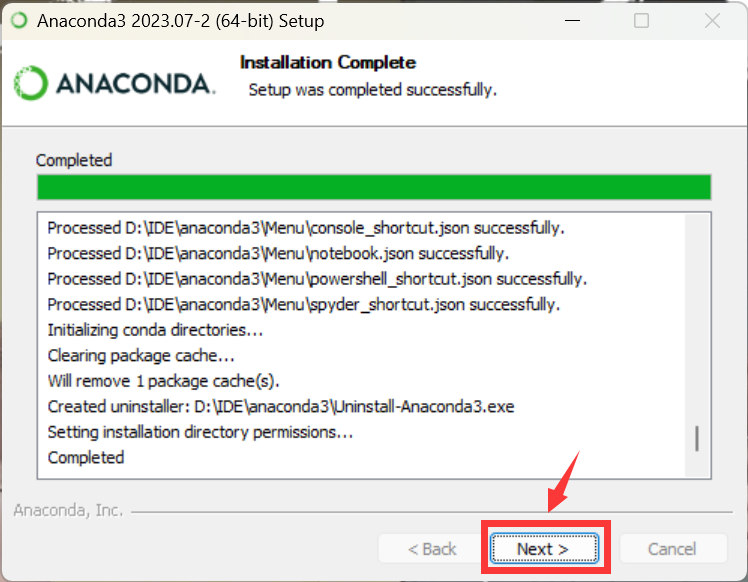 Anaconda3 2023.07-2 (64-bit) Setup
ANACONDA.
Installation Complete
Setup was completed successfully.
Completed
Processed D:\IDE\anaconda3\Menu\console_shortcut.json successfully.
Processed D:\IDE\anaconda3\Menu\notebook.json successfully.
Processed D:\IDE\anaconda3\Menu\powershell_shortcut.json successfully.
Processed D:\IDE\anaconda3\Menu\spyder_shortcut.json successfully.
Initializing conda directories...
Clearing package cache...
Will remove 1 package cache(s).
Created uninstaller: D:\IDE\anaconda3\Uninstall-Anaconda3.exe
Setting installation directory permissions...
Completed
Anaconda, Inc.
< Back
Next >
Cancel